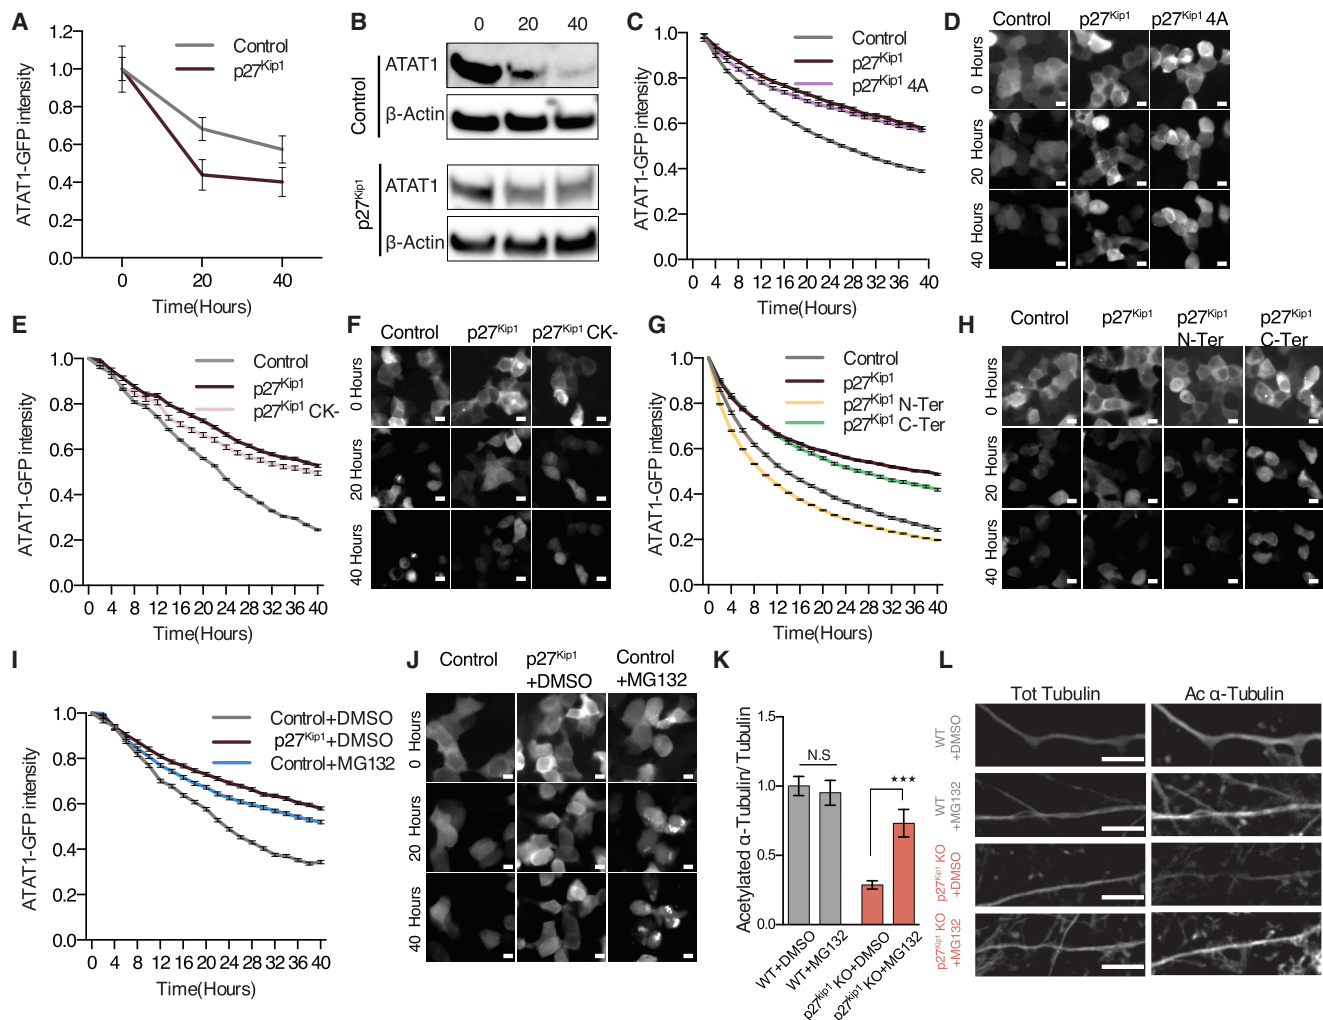 A
1.2
1.0
0.8
0.6
0.4
0.2
0.0
ATAT1-GFP intensity
Control
p27Kip1
0
20
40
Time(Hours)
B
0
20
40
Control
ATAT1
β-Actin
p27Kip1
ATAT1
β-Actin
C
1.0
0.8
0.6
0.4
0.2
0.0
ATAT1-GFP intensity
Control
p27Kip1
p27Kip1 4A
0 4 8 12 16 20 24 28 32 36 40
Time(Hours)
D
Control
p27Kip1
p27Kip1 4A
0 Hours
20 Hours
40 Hours
E
1.0
0.8
0.6
0.4
0.2
0.0
ATAT1-GFP intensity
Control
p27Kip1
p27Kip1 CK-
0 4 8 12 16 20 24 28 32 36 40
Time(Hours)
F
Control
p27Kip1
p27Kip1 CK-
0 Hours
20 Hours
40 Hours
G
1.0
0.8
0.6
0.4
0.2
0.0
ATAT1-GFP intensity
Control
p27Kip1
p27Kip1 N-Ter
p27Kip1 C-Ter
0 4 8 12 16 20 24 28 32 36 40
Time(Hours)
H
Control
p27Kip1
p27Kip1
N-Ter
p27Kip1
C-Ter
0 Hours
20 Hours
40 Hours
I
1.0
0.8
0.6
0.4
0.2
0.0
ATAT1-GFP intensity
Control+DMSO
p27Kip1+DMSO
Control+MG132
0 4 8 12 16 20 24 28 32 36 40
Time(Hours)
J
Control
p27Kip1
+DMSO
Control
+MG132
0 Hours
20 Hours
40 Hours
K
1.5
1.0
0.5
0.0
Acetylated α-Tubulin/ Tubulin
N.S
***
WT+DMSO
WT+MG132
p27kip1 KO+DMSO
p27kip1 KO+MG132
L
Tot Tubulin
Ac α-Tubulin
WT
+DMSO
WT
+MG132
p27Kip1 KO
+DMSO
p27Kip1 KO
+MG132